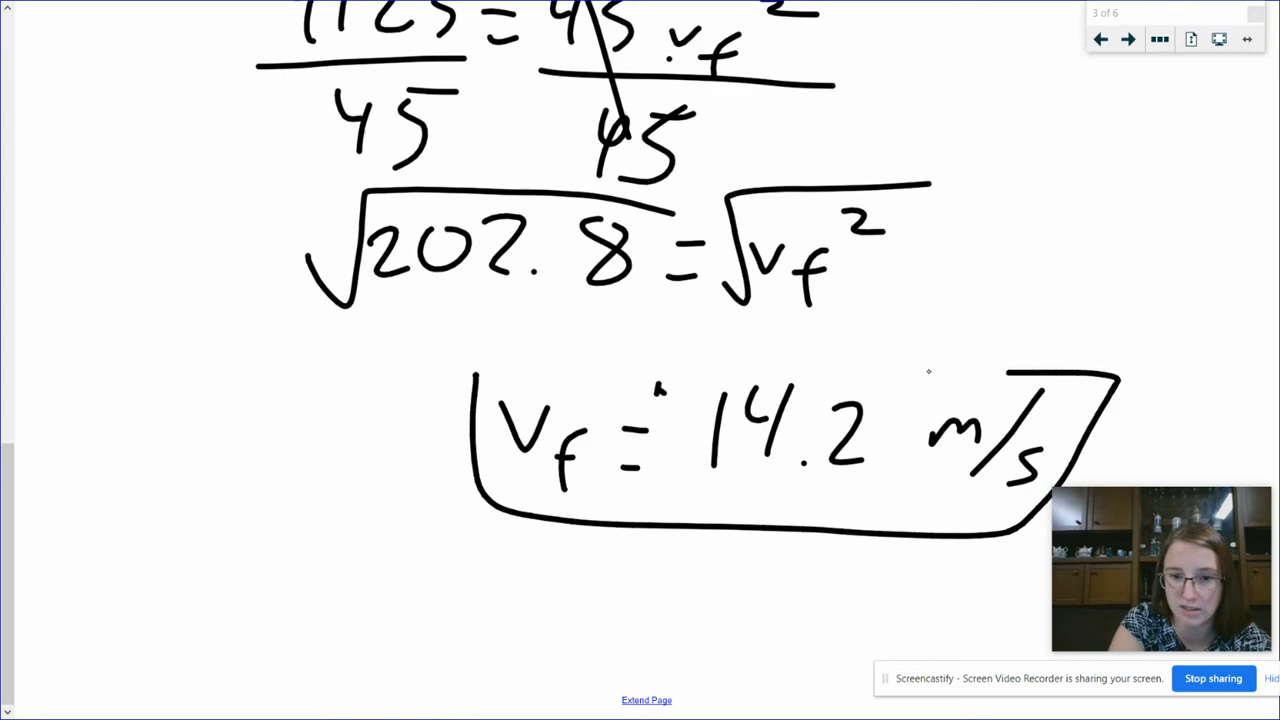 3 of 6
= 45 vf²
45 45
√202.8 = √vf²
vf = 14.2 m/s
Screencastify - Screen Video Recorder is sharing your screen. Stop sharing Hid
Extend Page